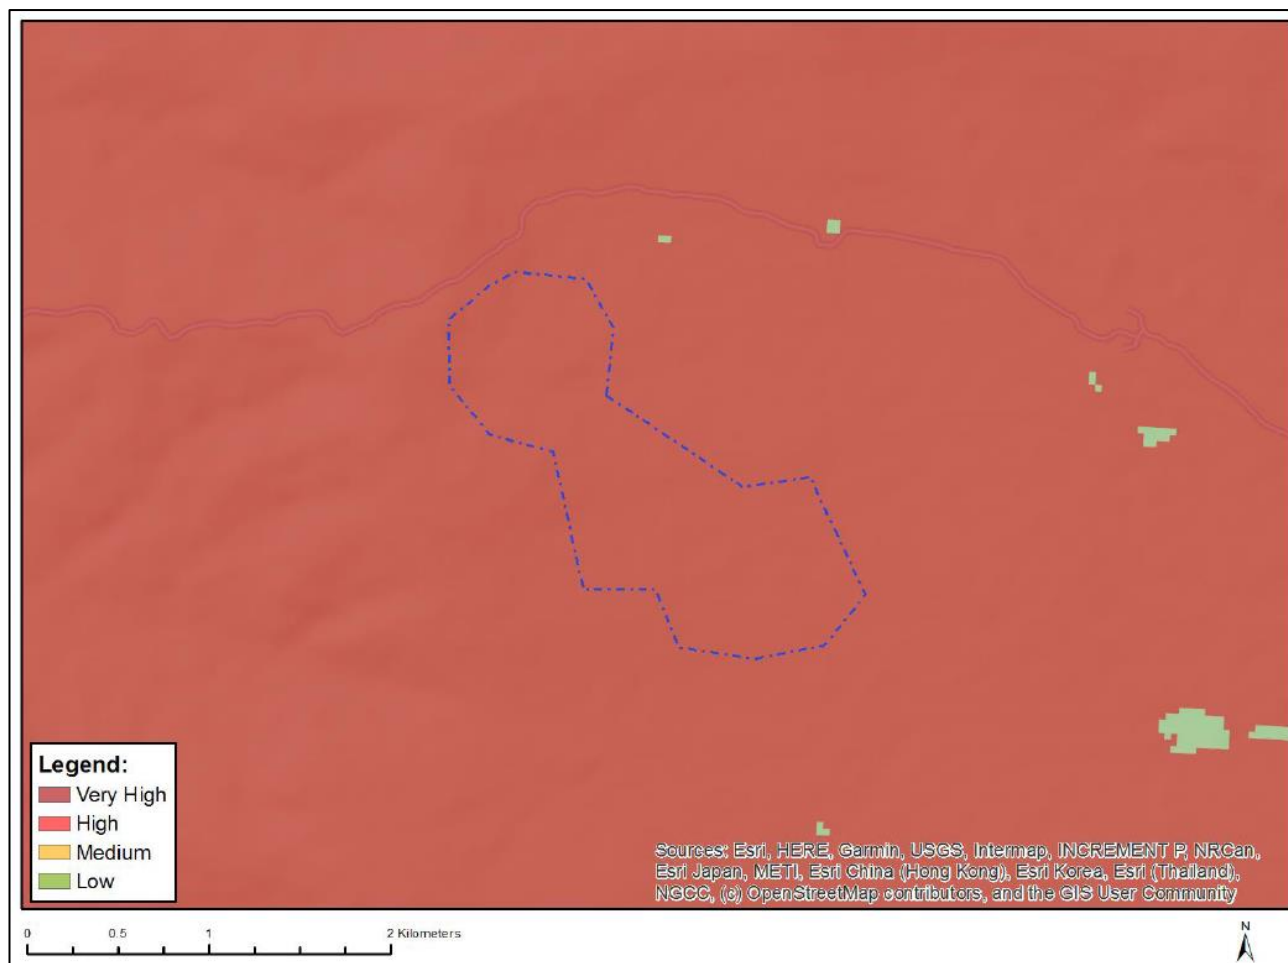 Legend:
Very High
High
Medium
Low
Sources: Esri, HERE, Garmin, USGS, Intermap, INCREMENT P, NRCan,
Esri Japan, METI, Esri China (Hong Kong), Esri Korea, Esri (Thailand),
NGCC, (c) OpenStreetMap contributors, and the GIS User Community
0 0.5 1 2 Kilometers
N